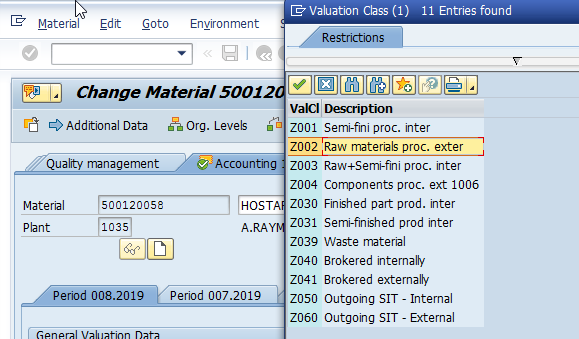 Material Edit Goto Environment
Change Material 500120
Additional Data Org. Levels
Quality management Accounting 1
Material 500120058 HOSTAF
Plant 1035 A.RAYM
Period 008.2019 Period 007.2019
General Valuation Data
Valuation Class (1) 11 Entries found
Restrictions
ValCl Description
Z001 Semi-fini proc. inter
Z002 Raw materials proc. exter
Z003 Raw+Semi-fini proc. inter
Z004 Components proc. ext 1006
Z030 Finished part prod. inter
Z031 Semi-finished prod inter
Z039 Waste material
Z040 Brokered internally
Z041 Brokered externally
Z050 Outgoing SIT - Internal
Z060 Outgoing SIT - External